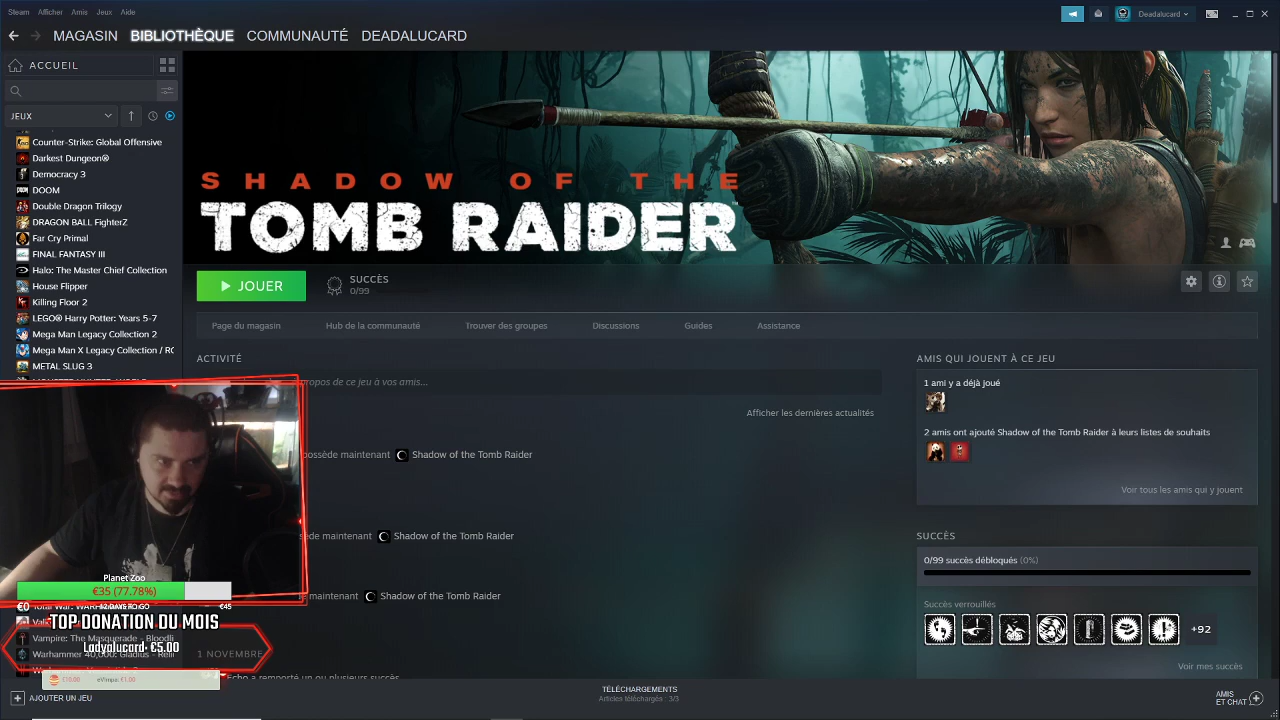 Steam Afficher Amis Jeux Aide
Deadalucard
MAGASIN BIBLIOTHÈQUE COMMUNAUTÉ DEADALUCARD
ACCUEIL
JEUX
Counter-Strike: Global Offensive
Darkest Dungeon®
Democracy 3
DOOM
Double Dragon Trilogy
DRAGON BALL FighterZ
Far Cry Primal
FINAL FANTASY III
Halo: The Master Chief Collection
House Flipper
Killing Floor 2
LEGO® Harry Potter: Years 5-7
Mega Man Legacy Collection 2
Mega Man X Legacy Collection /
METAL SLUG 3
SHADOW OF THE
TOMB RAIDER™
JOUER
SUCCÈS
0/99
Page du magasin Hub de la communauté Trouver des groupes Discussions Guides Assistance
ACTIVITÉ
propos de ce jeu à vos amis...
Afficher les dernières actualités
possède maintenant Shadow of the Tomb Raider
maintenant Shadow of the Tomb Raider
maintenant Shadow of the Tomb Raider
1 NOVEMBRE
Echo a remporté un ou plusieurs succès
AMIS QUI JOUENT À CE JEU
1 ami y a déjà joué
2 amis ont ajouté Shadow of the Tomb Raider à leurs listes de souhaits
Voir tous les amis qui y jouent
SUCCÈS
0/99 succès débloqués (0%)
Succès verrouillés
+92
Voir mes succès
Planet Zoo
€35 (77.78%)
€0
DAYS TO GO
€45
TOP DONATION DU MOIS
Vampire: The Masquerade -
Ladyalucard: €5.00
Warhammer 40,000: Gladius -
€10.00 eVimpa: €1.00
AJOUTER UN JEU
TÉLÉCHARGEMENTS
Articles téléchargés : 3/3
AMIS
ET CHAT